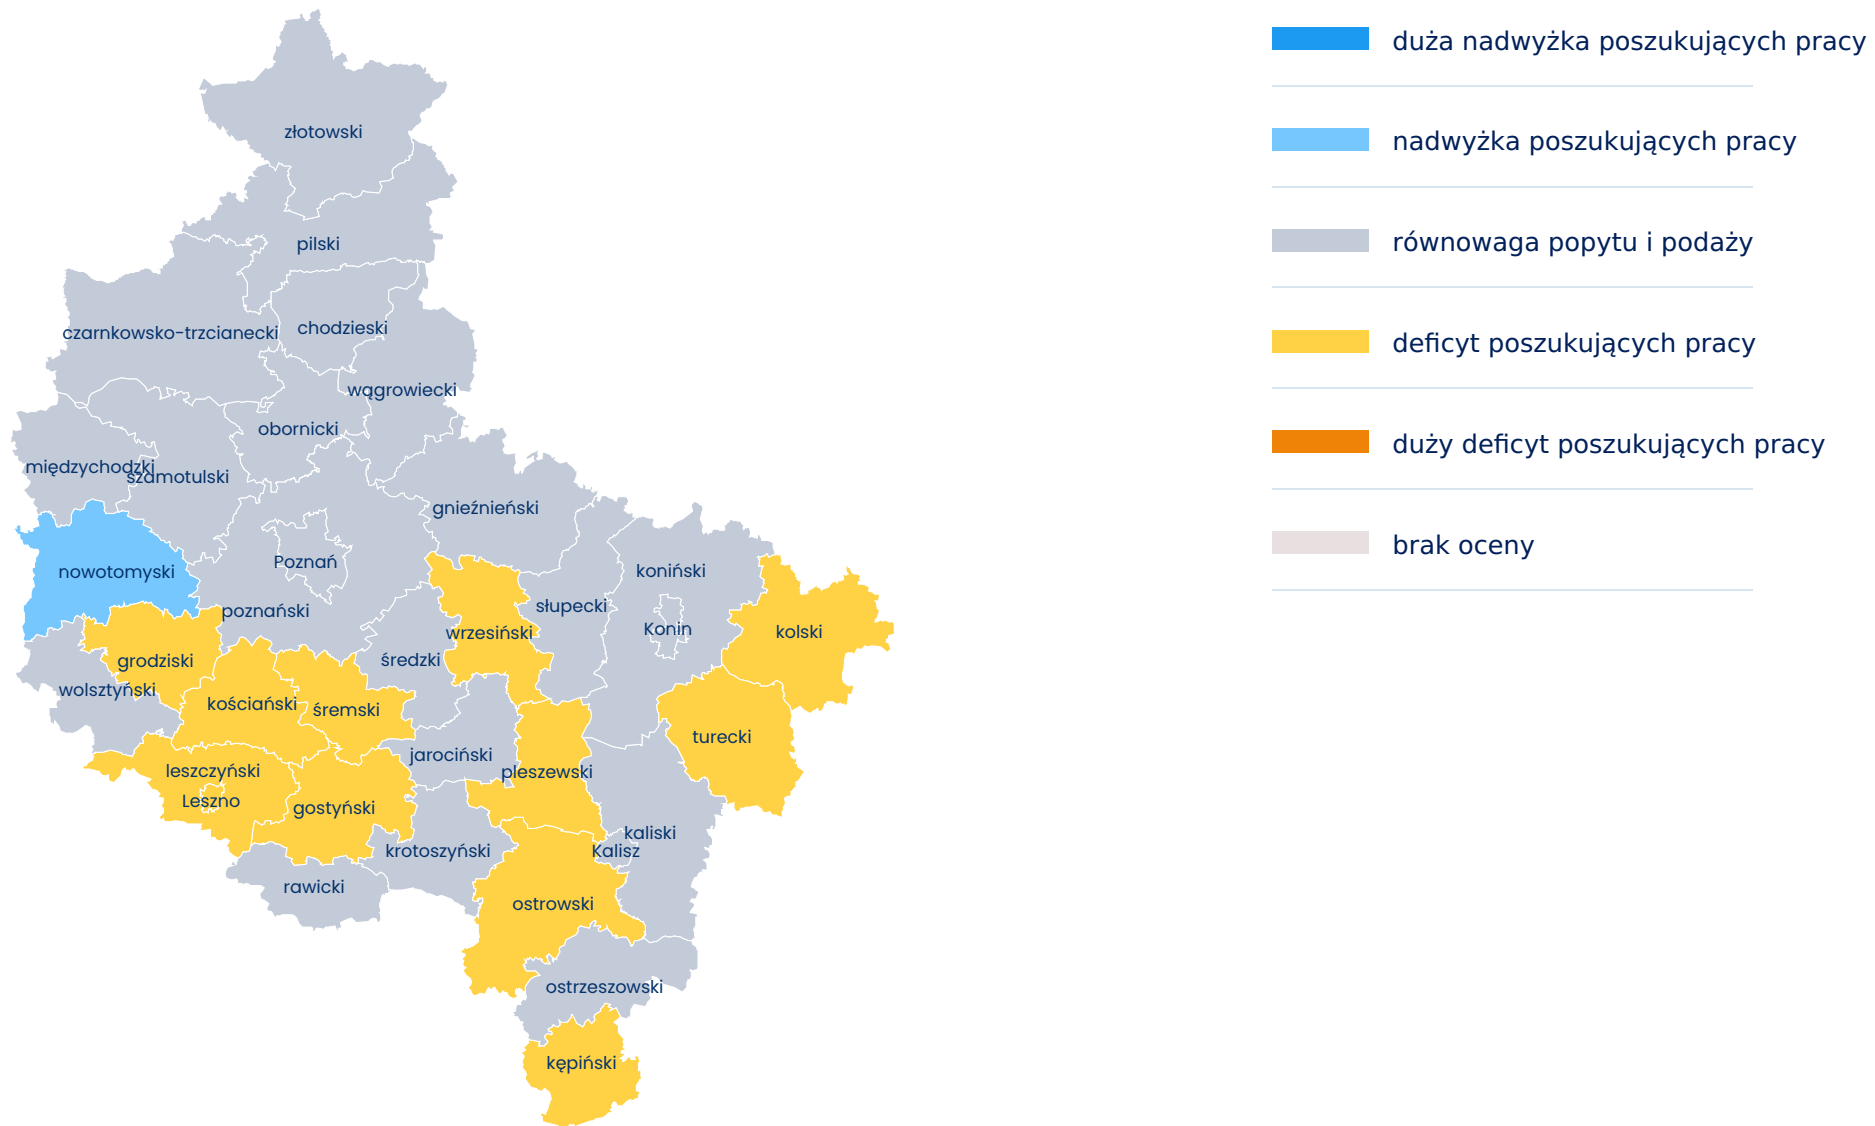 złotowski
pilski
czarnkowsko-trzcianecki
chodzieski
wągrowiecki
obornicki
międzychodzki
szamotulski
gnieźnieński
nowotomyski
Poznań
koniński
poznański
słupecki
wrzesiński
Konin
kolski
grodziski
średzki
wolsztyński
kościański
śremski
turecki
jarociński
leszczyński
pleszewski
Leszno
gostyński
kaliski
krotoszyński
Kalisz
rawicki
ostrowski
ostrzeszowski
kępiński
duża nadwyżka poszukujących pracy
nadwyżka poszukujących pracy
równowaga popytu i podaży
deficyt poszukujących pracy
duży deficyt poszukujących pracy
brak oceny